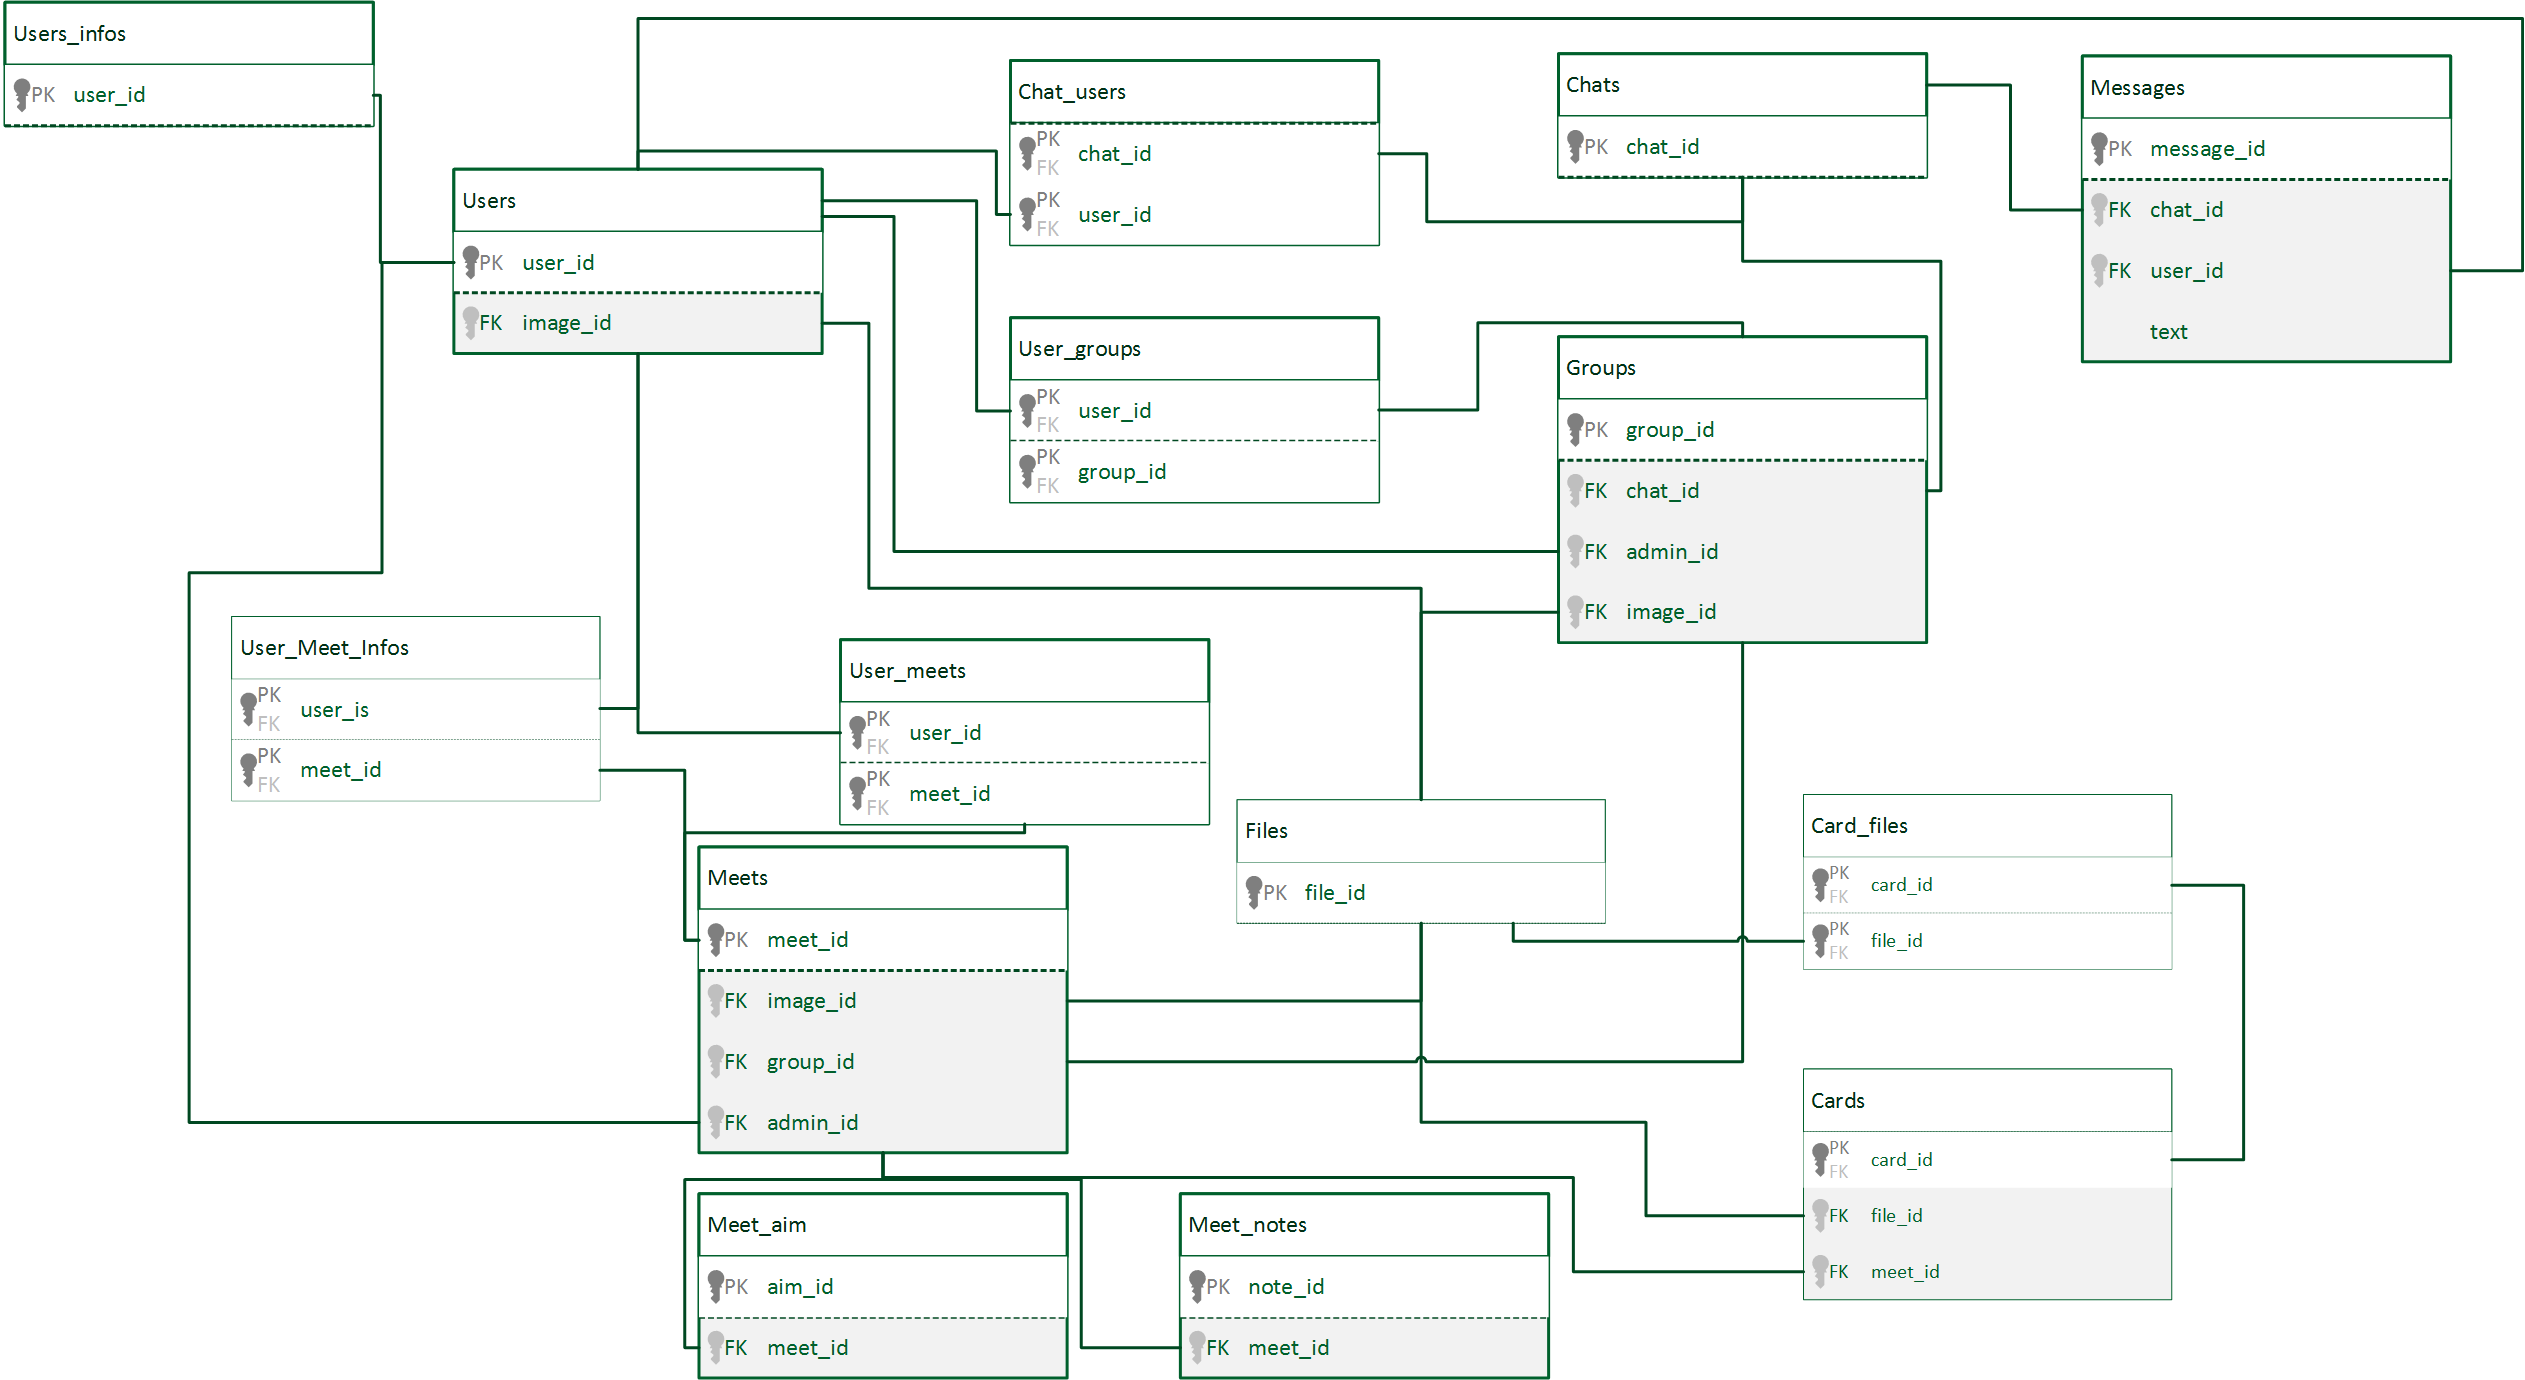 Users_infos
PK user_id
Users
PK user_id
FK image_id
Chat_users
PK
FK
chat_id
PK
FK
user_id
Chats
PK chat_id
Messages
PK message_id
FK chat_id
FK user_id
text
User_groups
PK
FK
user_id
PK
FK
group_id
Groups
PK group_id
FK chat_id
FK admin_id
FK image_id
User_Meet_Infos
PK
FK
user_is
PK
FK
meet_id
User_meets
PK
FK
user_id
PK
FK
meet_id
Files
PK file_id
Card_files
PK
FK
card_id
PK
FK
file_id
Meets
PK meet_id
FK image_id
FK group_id
FK admin_id
Cards
PK
FK
card_id
FK file_id
FK meet_id
Meet_aim
PK aim_id
FK meet_id
Meet_notes
PK note_id
FK meet_id